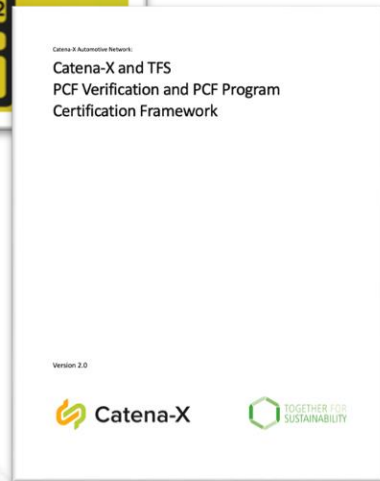 Catena-X Automotive Network:
Catena-X and TFS
PCF Verification and PCF Program
Certification Framework
Version 2.0
Catena-X
TOGETHER FOR
SUSTAINABILITY